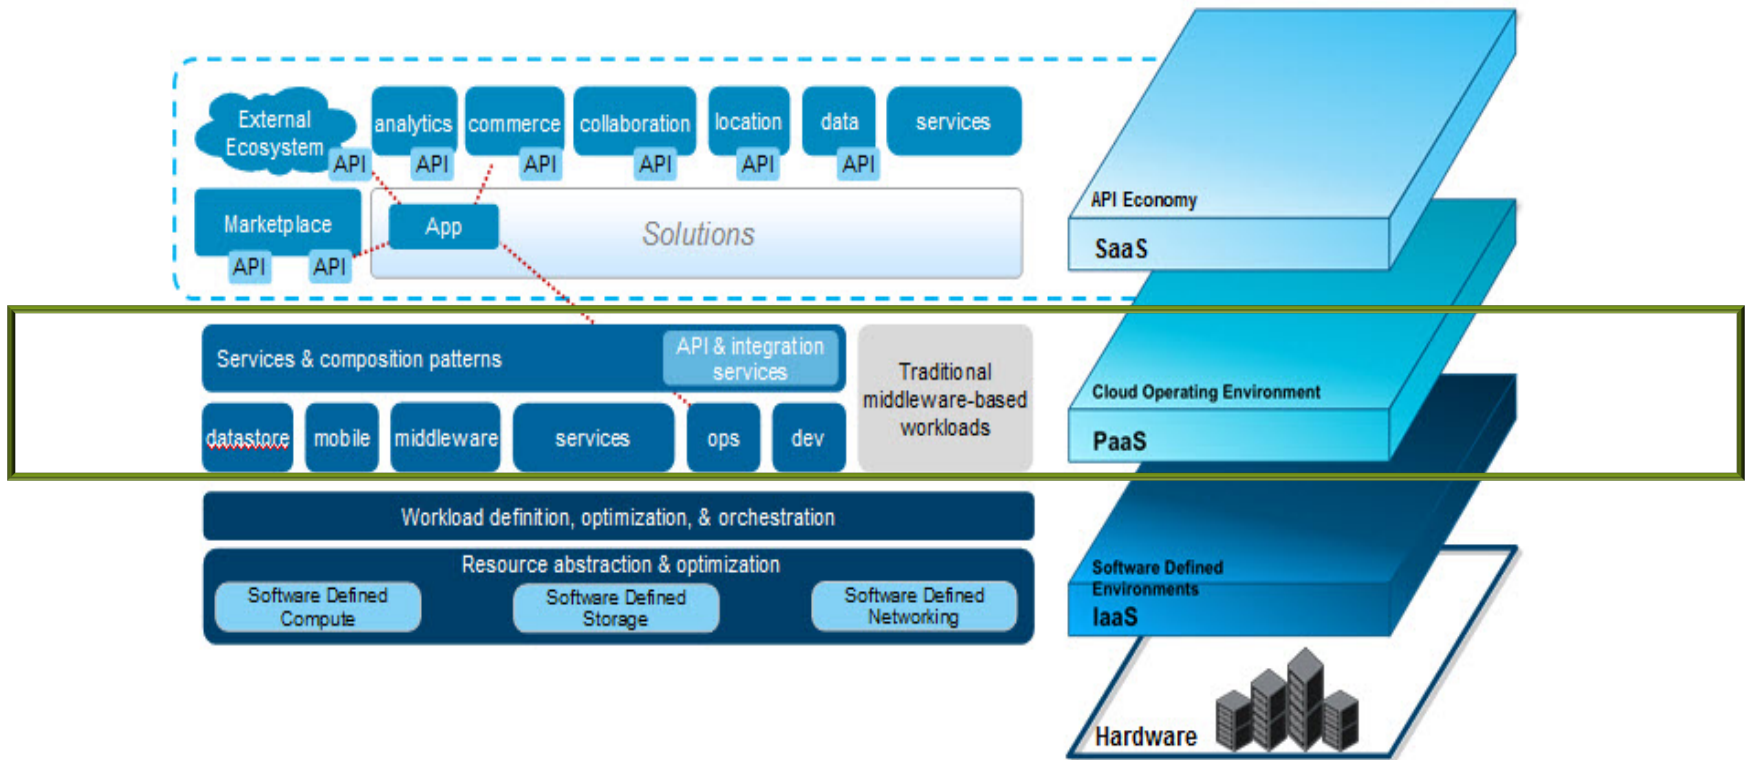 External
Ecosystem
API
analytics
API
commerce
API
collaboration
API
location
API
data
API
services
Marketplace
API
API
App
Solutions
API Economy
SaaS
Services & composition patterns
API & integration
services
datastore
mobile
middleware
services
ops
dev
Traditional
middleware-based
workloads
Cloud Operating Environment
PaaS
Workload definition, optimization, & orchestration
Resource abstraction & optimization
Software Defined
Compute
Software Defined
Storage
Software Defined
Networking
Software Defined
Environments
IaaS
Hardware